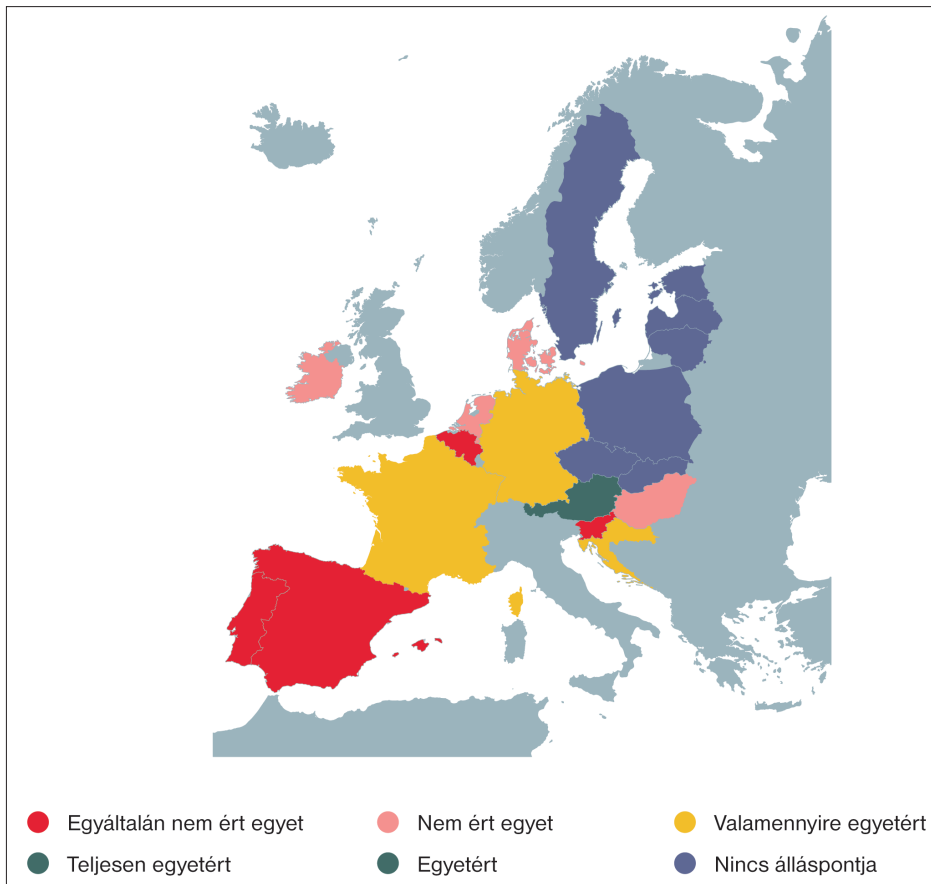 Egyáltalán nem ért egyet
Nem ért egyet
Valamennyire egyetért
Teljesen egyetért
Egyetért
Nincs álláspontja